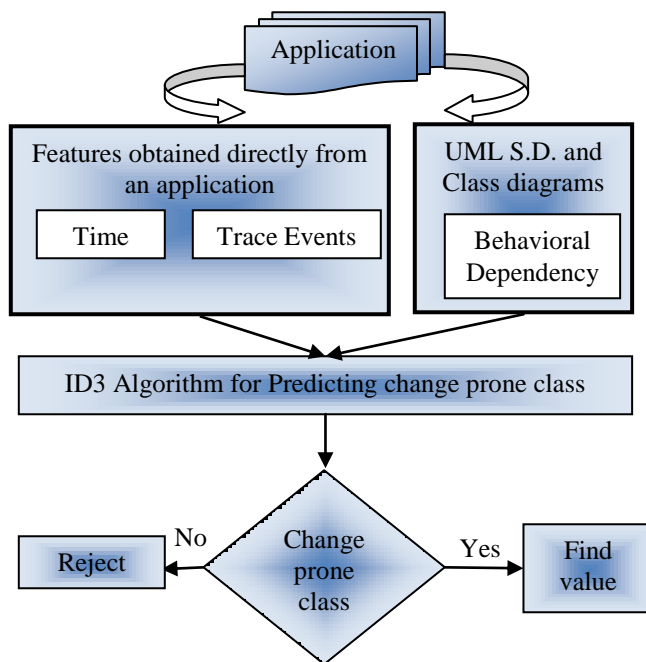 Application
Features obtained directly from
an application
Time
Trace Events
UML S.D. and
Class diagrams
Behavioral
Dependency
ID3 Algorithm for Predicting change prone class
Change
prone
class
No
Reject
Yes
Find
value